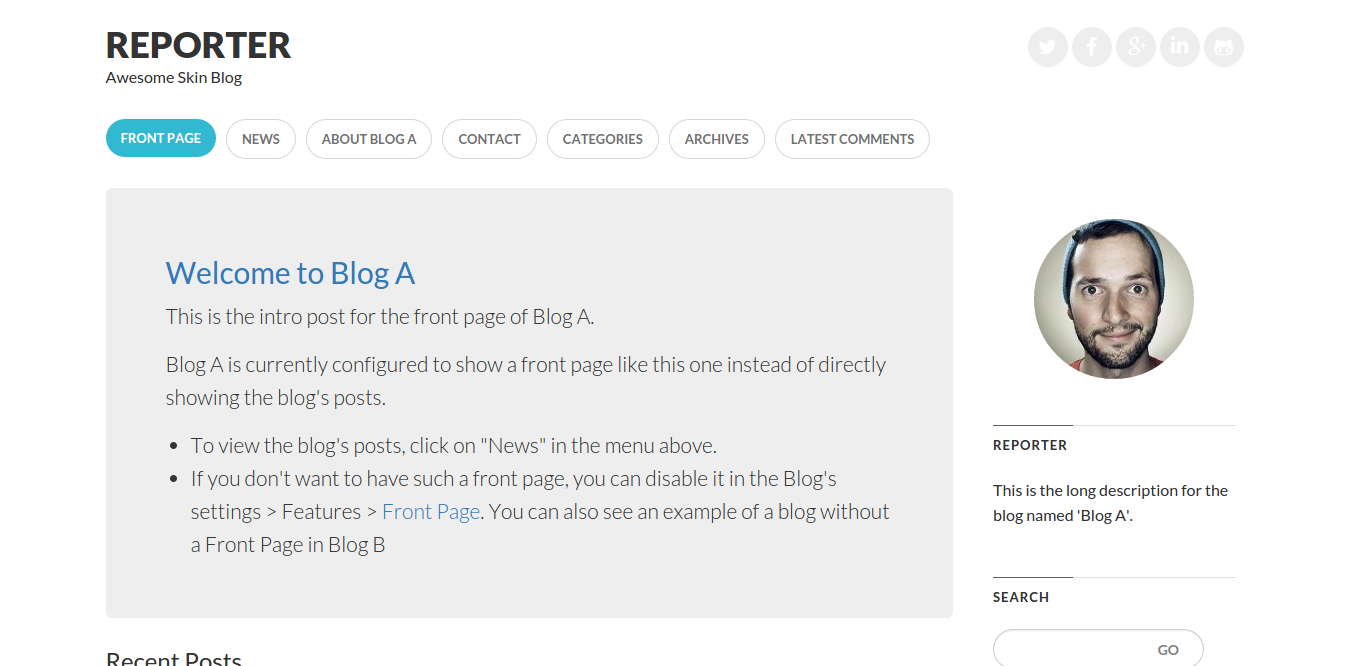 REPORTER
Awesome Skin Blog
FRONT PAGE
NEWS
ABOUT BLOG A
CONTACT
CATEGORIES
ARCHIVES
LATEST COMMENTS
Welcome to Blog A
This is the intro post for the front page of Blog A.
Blog A is currently configured to show a front page like this one instead of directly
showing the blog's posts.
• To view the blog's posts, click on "News" in the menu above.
• If you don't want to have such a front page, you can disable it in the Blog's
settings > Features > Front Page. You can also see an example of a blog without
a Front Page in Blog B
Recent Posts
REPORTER
This is the long description for the
blog named 'Blog A'.
SEARCH
GO